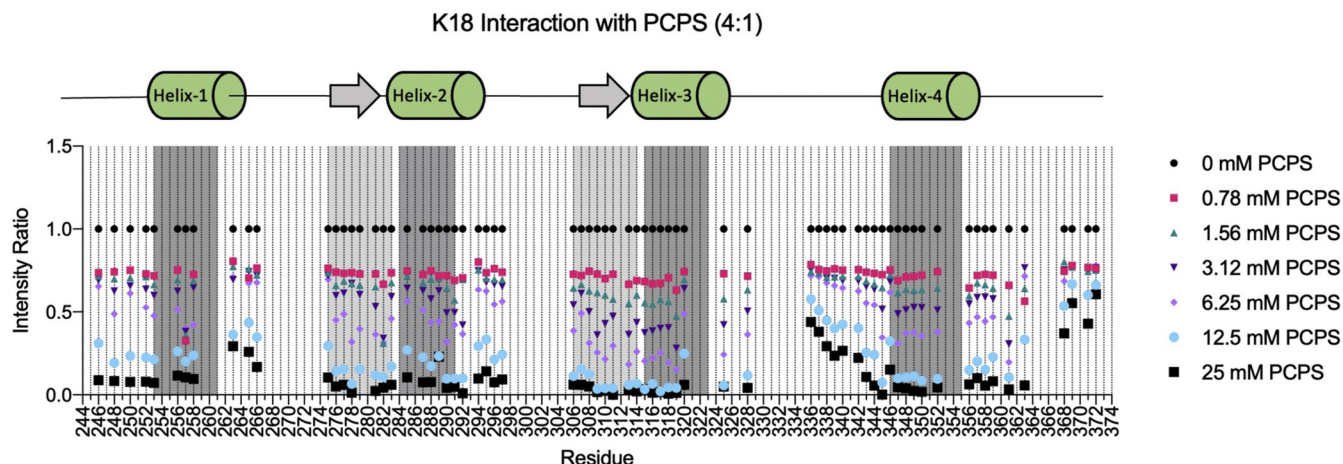 K18 Interaction with PCPS (4:1)
Helix-1 Helix-2 Helix-3 Helix-4
1.5
1.0
0.5
0.0
Intensity Ratio
244 246 248 250 252 254 256 258 260 262 264 266 268 270 272 274 276 278 280 282 284 286 288 290 292 294 296 298 300 302 304 306 308 310 312 314 316 318 320 322 324 326 328 330 332 334 336 338 340 342 344 346 348 350 352 354 356 358 360 362 364 366 368 370 372 374
Residue
0 mM PCPS
0.78 mM PCPS
1.56 mM PCPS
3.12 mM PCPS
6.25 mM PCPS
12.5 mM PCPS
25 mM PCPS